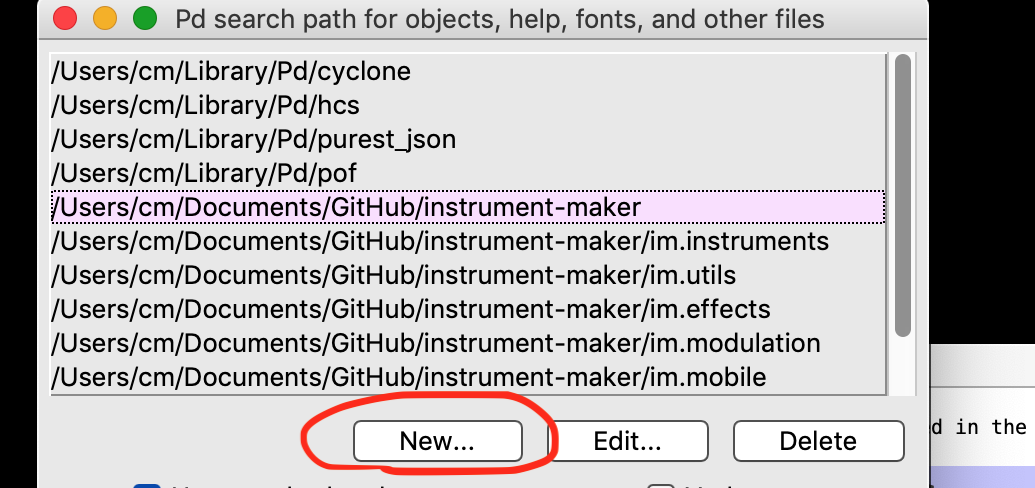 Pd search path for objects, help, fonts, and other files
/Users/cm/Library/Pd/cyclone
/Users/cm/Library/Pd/hcs
/Users/cm/Library/Pd/purest_json
/Users/cm/Library/Pd/pof
/Users/cm/Documents/GitHub/instrument-maker
/Users/cm/Documents/GitHub/instrument-maker/im.instruments
/Users/cm/Documents/GitHub/instrument-maker/im.utils
/Users/cm/Documents/GitHub/instrument-maker/im.effects
/Users/cm/Documents/GitHub/instrument-maker/im.modulation
/Users/cm/Documents/GitHub/instrument-maker/im.mobile
New... Edit... Delete
d in the